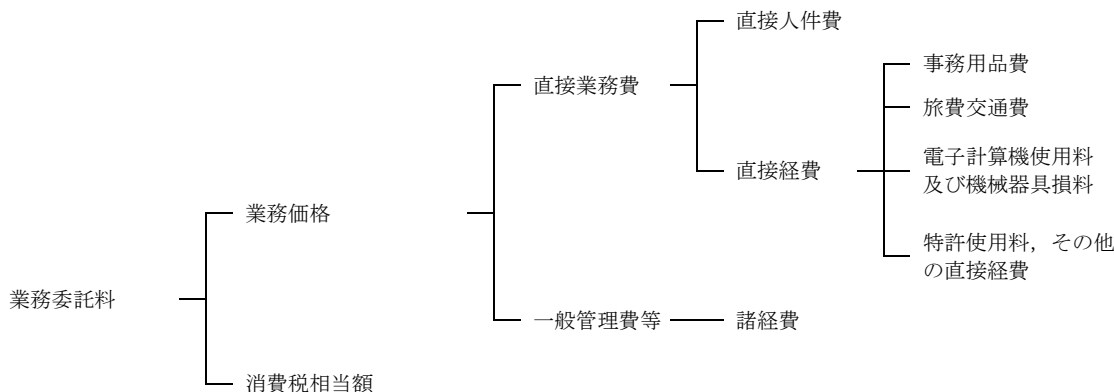 直接人件費
事務用品費
直接業務費
旅費交通費
電子計算機使用料
及び機械器具損料
直接経費
業務価格
特許使用料，その他
の直接経費
業務委託料
一般管理費等
諸経費
消費税相当額